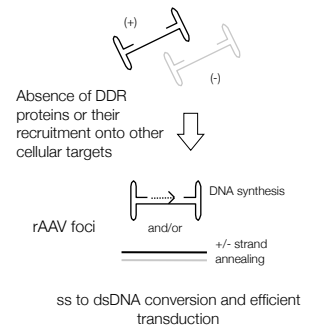 (+)
(-)
Absence of DDR
proteins or their
recruitment onto other
cellular targets
DNA synthesis
rAAV foci
and/or
+/- strand
annealing
ss to dsDNA conversion and efficient
transduction